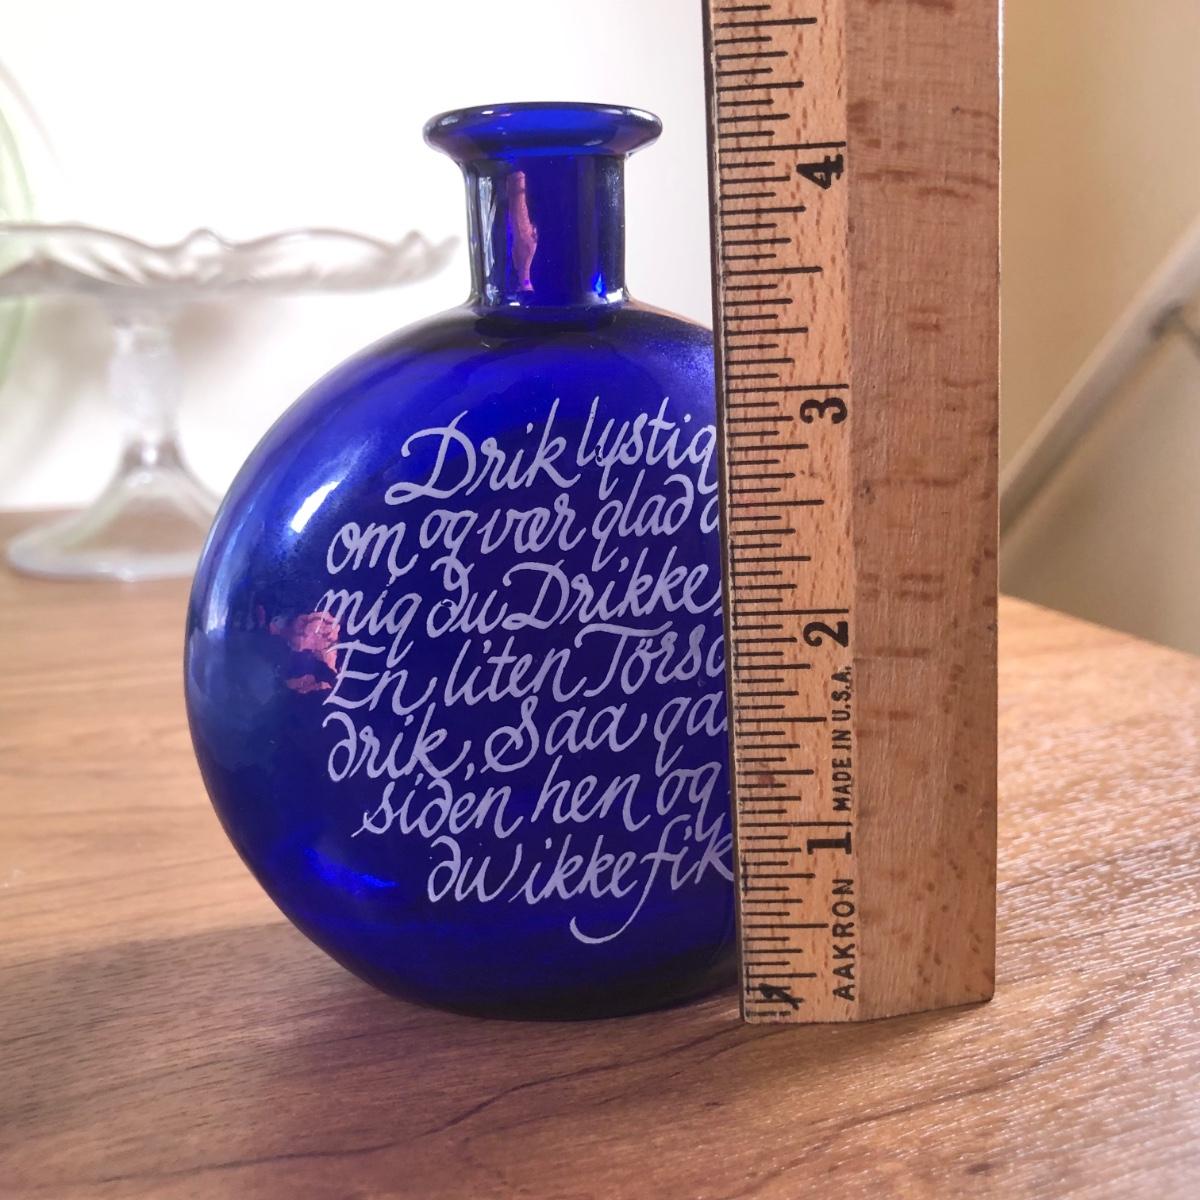 Drik lystig
om og vær glad
mig du Drikke
En liten Torsc
drik, Saa ga
siden hen og
du ikke fik
4
3
2
1
AAKRON MADE IN U.S.A.